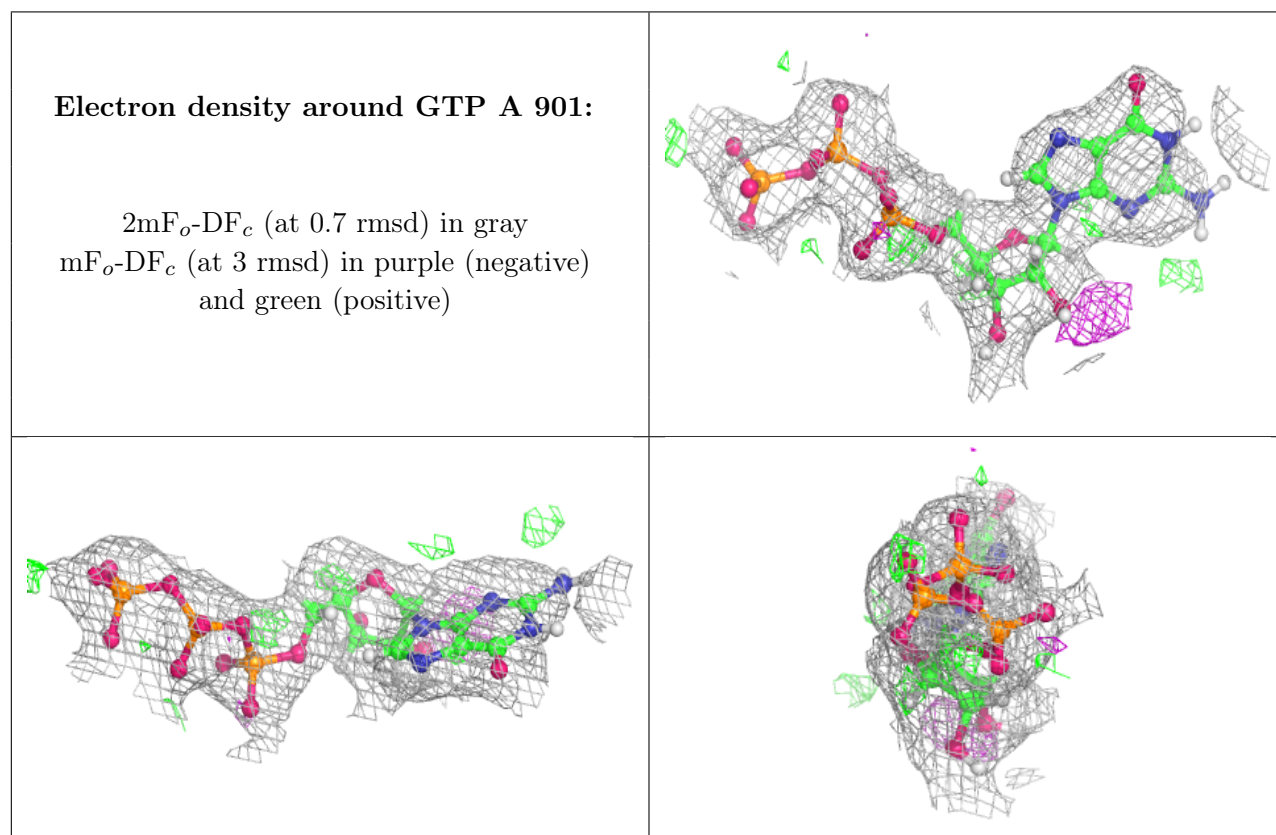 Electron density around GTP A 901:
2mFₒ-DF𝒸 (at 0.7 rmsd) in gray
mFₒ-DF𝒸 (at 3 rmsd) in purple (negative)
and green (positive)